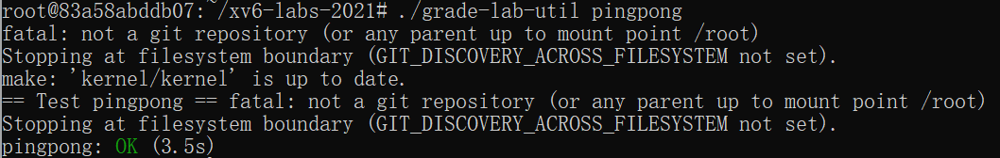 root@83a58abddb07:~/xv6-labs-2021# ./grade-lab-util pingpong
fatal: not a git repository (or any parent up to mount point /root)
Stopping at filesystem boundary (GIT_DISCOVERY_ACROSS_FILESYSTEM not set).
make: 'kernel/kernel' is up to date.
== Test pingpong == fatal: not a git repository (or any parent up to mount point /root)
Stopping at filesystem boundary (GIT_DISCOVERY_ACROSS_FILESYSTEM not set).
pingpong: OK (3.5s)